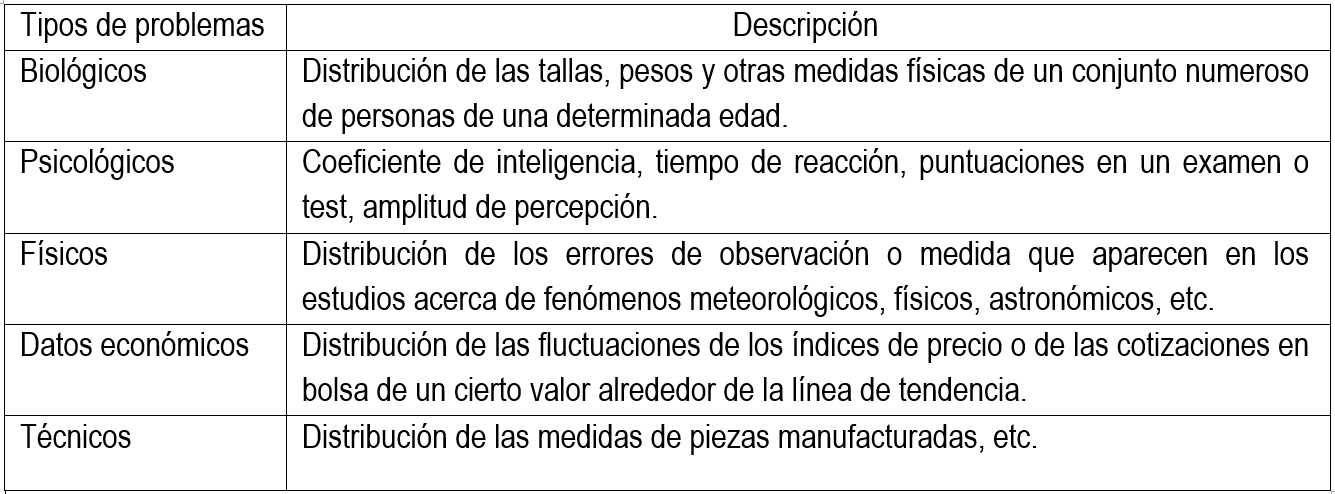 Tipos de problemas Descripción
Biológicos Distribución de las tallas, pesos y otras medidas físicas de un conjunto numeroso
de personas de una determinada edad.
Psicológicos Coeficiente de inteligencia, tiempo de reacción, puntuaciones en un examen o
test, amplitud de percepción.
Físicos Distribución de los errores de observación o medida que aparecen en los
estudios acerca de fenómenos meteorológicos, físicos, astronómicos, etc.
Datos económicos Distribución de las fluctuaciones de los índices de precio o de las cotizaciones en
bolsa de un cierto valor alrededor de la línea de tendencia.
Técnicos Distribución de las medidas de piezas manufacturadas, etc.